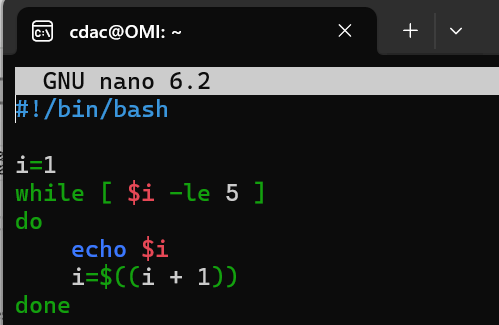 cdac@OMI: ~
GNU nano 6.2
#!/bin/bash
i=1
while [ $i -le 5 ]
do
    echo $i
    i=$((i + 1))
done